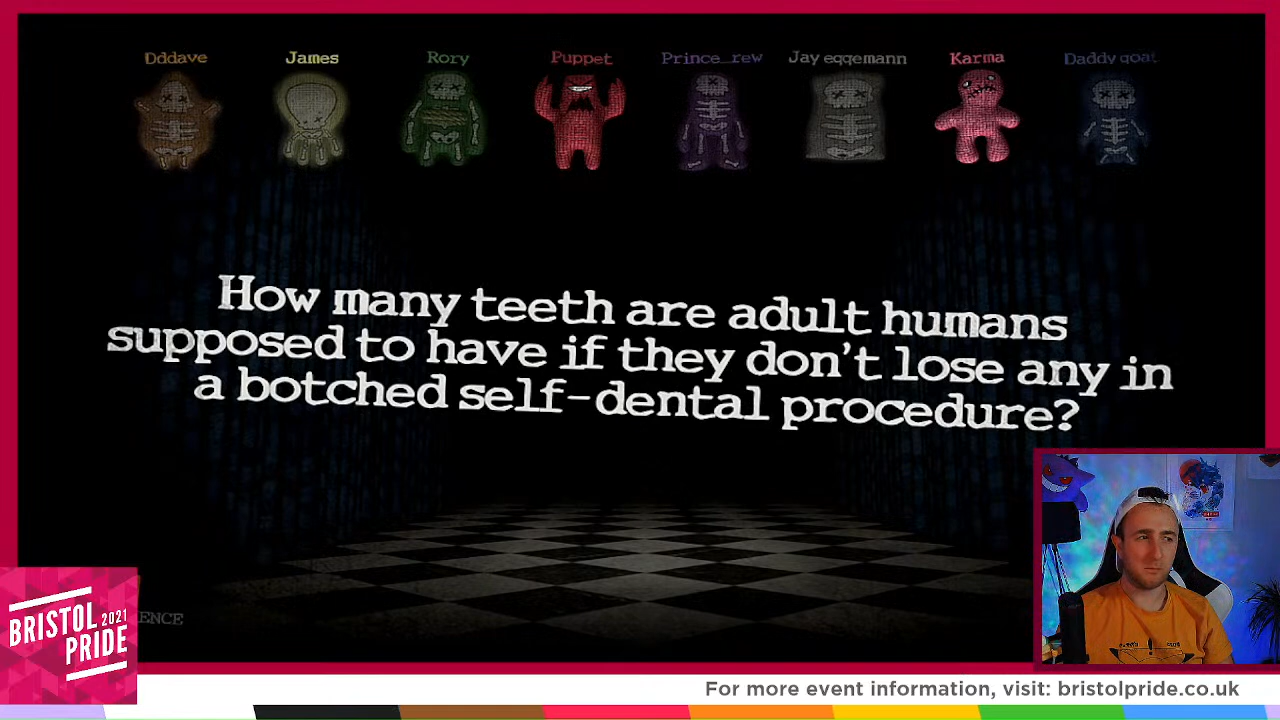 Dddave
James
Rory
Puppet
Prince_rew
Jay eggemann
Karma
Daddy goat
How many teeth are adult humans
supposed to have if they don't lose any in
a botched self-dental procedure?
ENCE
BRISTOL 2021
PRIDE
For more event information, visit: bristolpride.co.uk